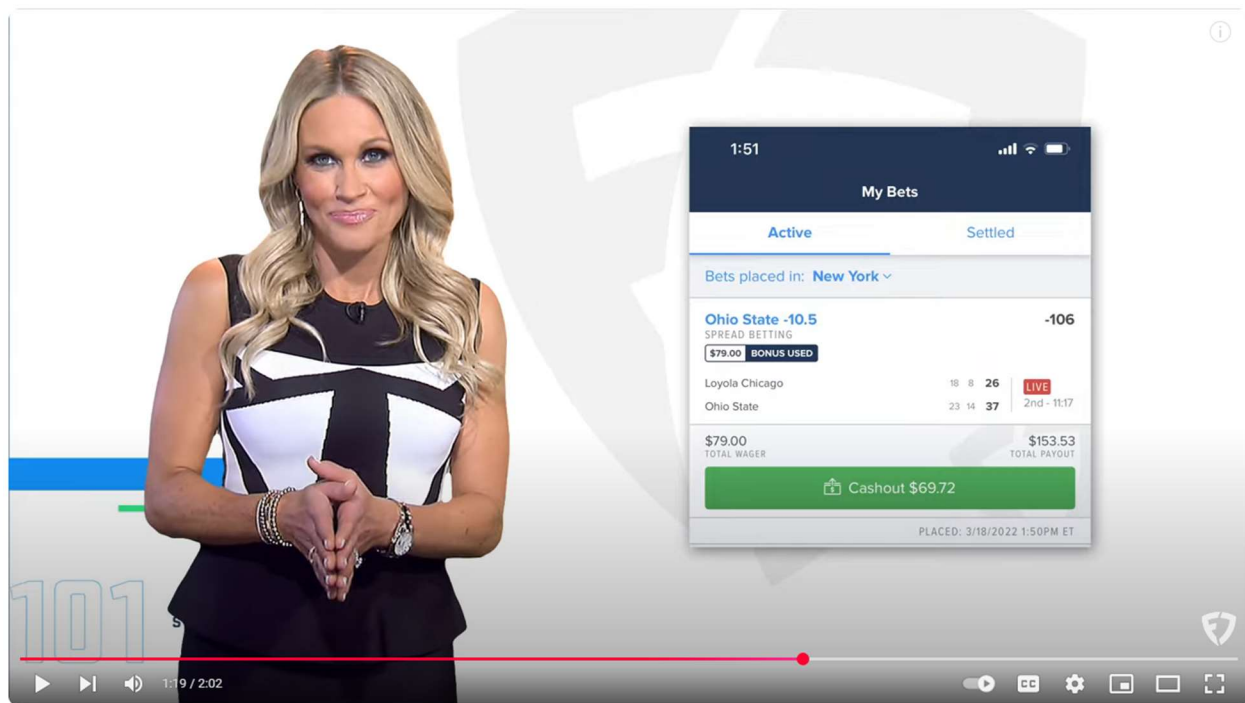 1:51
My Bets
Active Settled
Bets placed in: New York
Ohio State -10.5 -106
SPREAD BETTING
$79.00 BONUS USED
Loyola Chicago 18 8 26 LIVE
Ohio State 23 14 37 2nd - 11:17
$79.00 $153.53
TOTAL WAGER TOTAL PAYOUT
Cashout $69.72
PLACED: 3/18/2022 1:50PM ET
101
S
1:19 / 2:02
CC